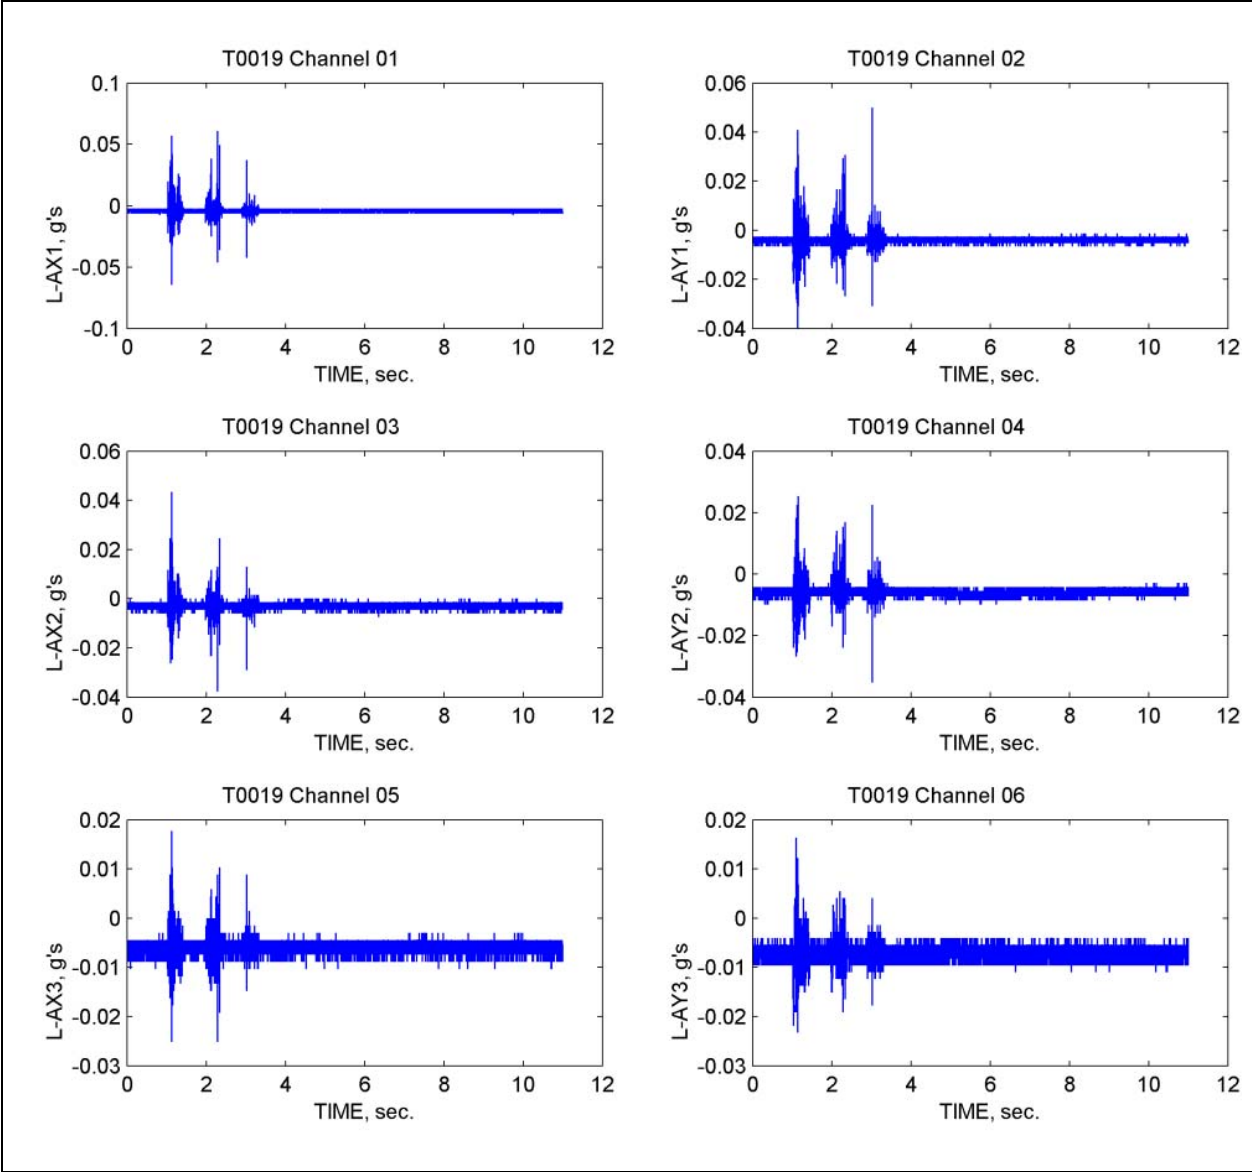 T0019 Channel 01
0.1
0.05
0
-0.05
-0.1
L-AX1, g's
0 2 4 6 8 10 12
TIME, sec.
T0019 Channel 02
0.06
0.04
0.02
0
-0.02
-0.04
L-AY1, g's
0 2 4 6 8 10 12
TIME, sec.
T0019 Channel 03
0.06
0.04
0.02
0
-0.02
-0.04
L-AX2, g's
0 2 4 6 8 10 12
TIME, sec.
T0019 Channel 04
0.04
0.02
0
-0.02
-0.04
L-AY2, g's
0 2 4 6 8 10 12
TIME, sec.
T0019 Channel 05
0.02
0.01
0
-0.01
-0.02
-0.03
L-AX3, g's
0 2 4 6 8 10 12
TIME, sec.
T0019 Channel 06
0.02
0.01
0
-0.01
-0.02
-0.03
L-AY3, g's
0 2 4 6 8 10 12
TIME, sec.